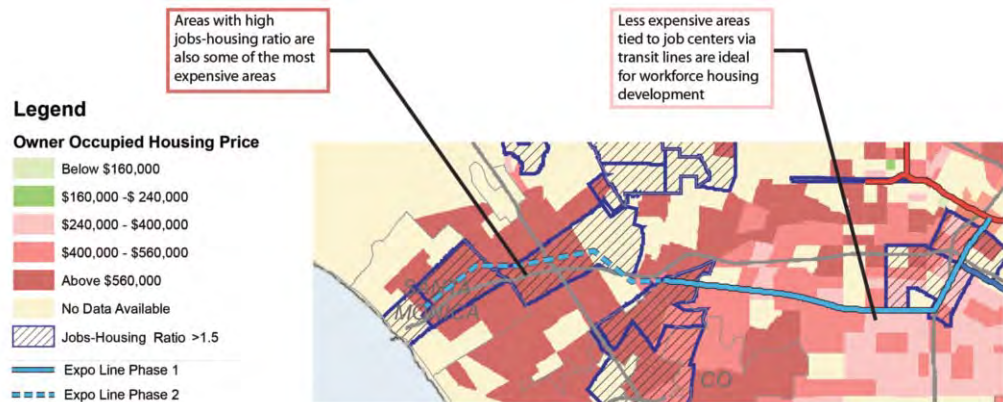 Areas with high
jobs-housing ratio are
also some of the most
expensive areas
Less expensive areas
tied to job centers via
transit lines are ideal
for workforce housing
development
Legend
Owner Occupied Housing Price
Below $160,000
$160,000 -$ 240,000
$240,000 - $400,000
$400,000 - $560,000
Above $560,000
No Data Available
Jobs-Housing Ratio >1.5
Expo Line Phase 1
Expo Line Phase 2
MONICA
CO